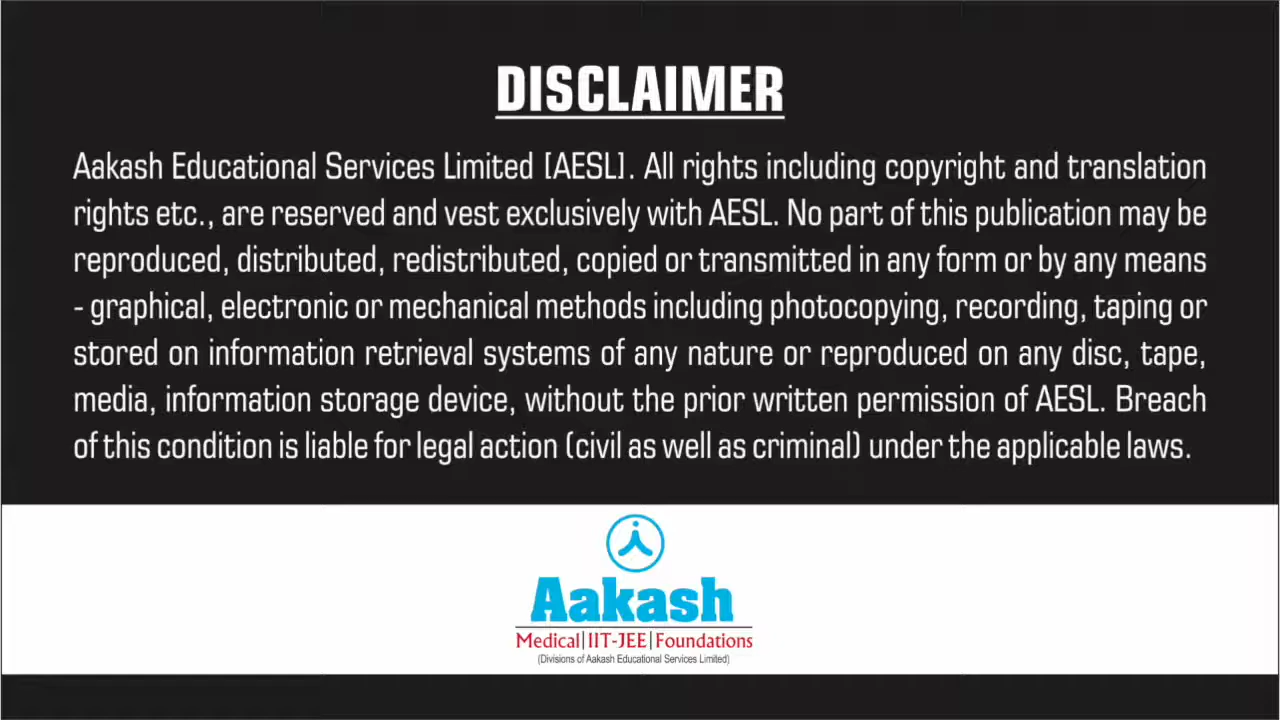 DISCLAIMER
Aakash Educational Services Limited [AESL]. All rights including copyright and translation
rights etc., are reserved and vest exclusively with AESL. No part of this publication may be
reproduced, distributed, redistributed, copied or transmitted in any form or by any means
- graphical, electronic or mechanical methods including photocopying, recording, taping or
stored on information retrieval systems of any nature or reproduced on any disc, tape,
media, information storage device, without the prior written permission of AESL. Breach
of this condition is liable for legal action (civil as well as criminal) under the applicable laws.
Aakash
Medical|IIT-JEE|Foundations
(Divisions of Aakash Educational Services Limited)